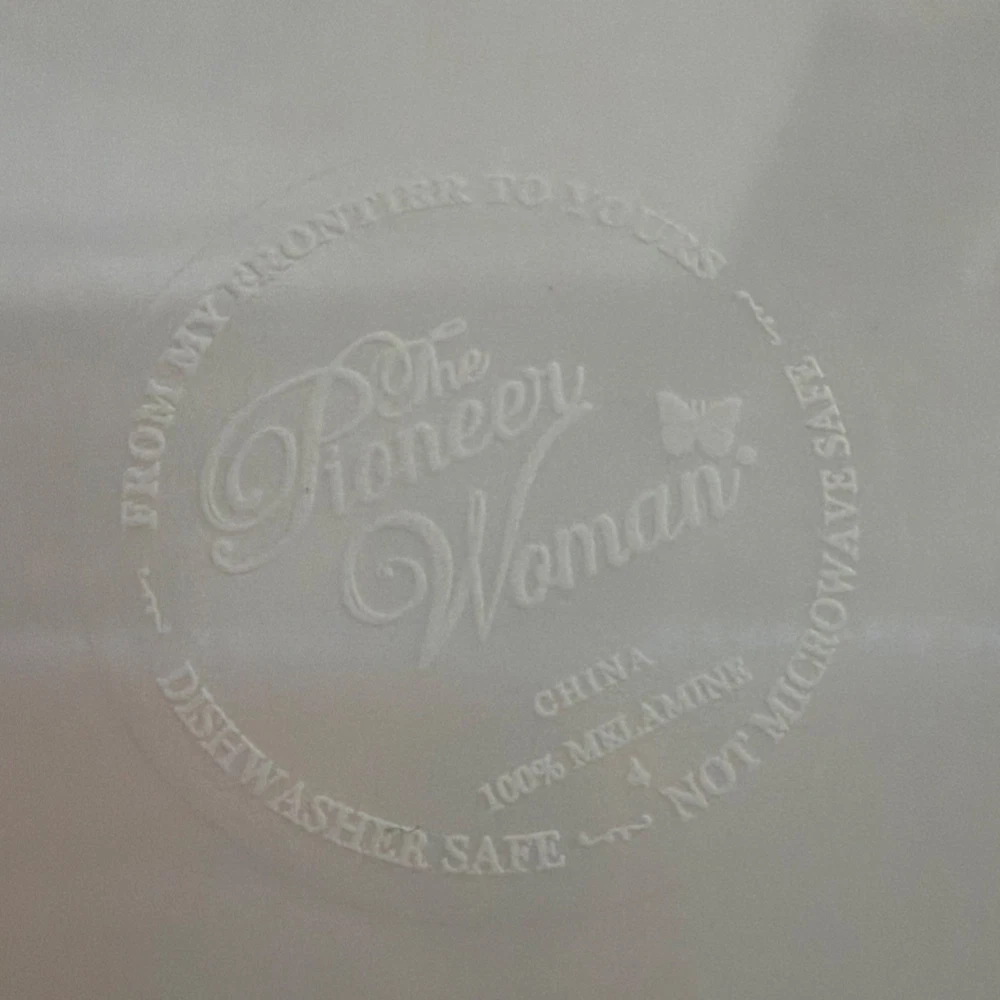 FROM MY FRONTIER TO YOURS
The
Pioneer
Woman
CHINA
100% MELAMINE
4
DISHWASHER SAFE
NOT MICROWAVE SAFE